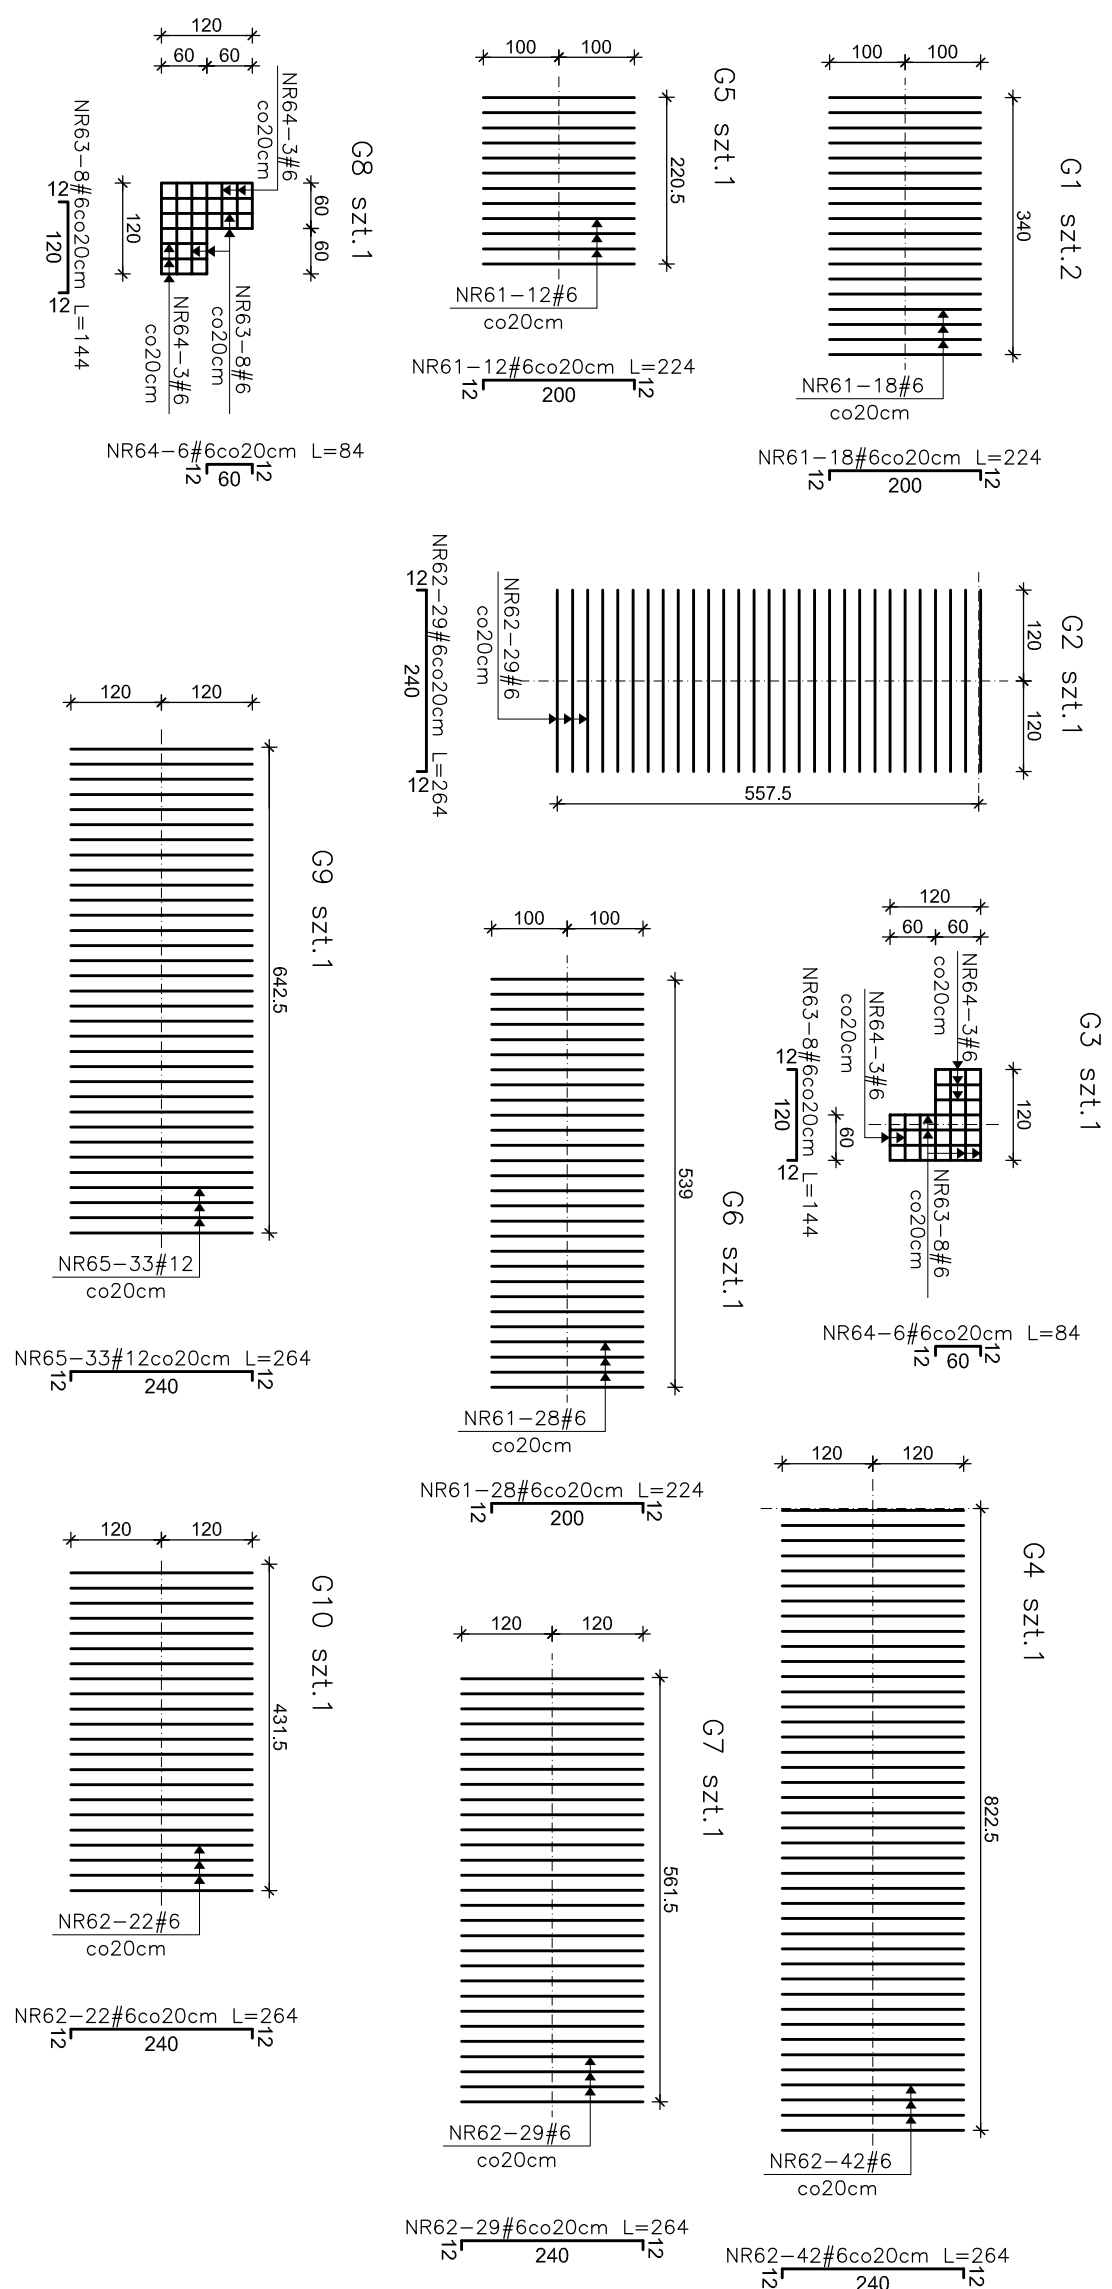 G1 szt.2
100
100
340
NR61-18#6
co20cm
NR61-18#6co20cm L=224
12
200
12
G5 szt.1
100
100
220.5
NR61-12#6
co20cm
NR61-12#6co20cm L=224
12
200
12
G8 szt.1
120
60
60
NR64-3#6
co20cm
60
60
120
NR63-8#6
co20cm
NR64-3#6
co20cm
NR63-8#6co20cm L=144
12
120
12
NR64-6#6co20cm L=84
12
60
12
G2 szt.1
120
120
557.5
NR62-29#6
co20cm
NR62-29#6co20cm L=264
12
240
12
G3 szt.1
120
60
60
NR64-3#6
co20cm
NR64-3#6
co20cm
120
60
NR63-8#6
co20cm
NR63-8#6co20cm L=144
12
120
12
NR64-6#6co20cm L=84
12
60
12
G9 szt.1
120
120
642.5
NR65-33#12
co20cm
NR65-33#12co20cm L=264
12
240
12
G6 szt.1
100
100
539
NR61-28#6
co20cm
NR61-28#6co20cm L=224
12
200
12
G4 szt.1
120
120
822.5
NR62-42#6
co20cm
NR62-42#6co20cm L=264
12
240
12
G10 szt.1
120
120
431.5
NR62-22#6
co20cm
NR62-22#6co20cm L=264
12
240
12
G7 szt.1
120
120
561.5
NR62-29#6
co20cm
NR62-29#6co20cm L=264
12
240
12